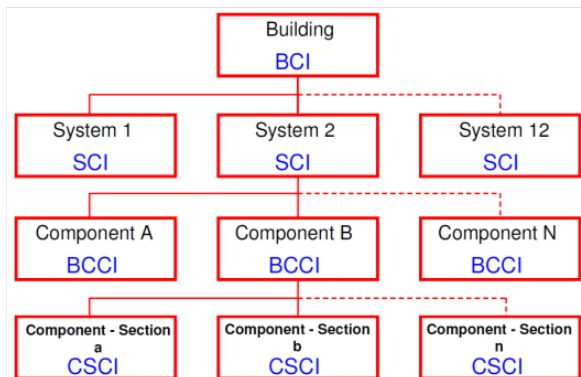 Building
BCI
System 1
SCI
System 2
SCI
System 12
SCI
Component A
BCCI
Component B
BCCI
Component N
BCCI
Component - Section
a
CSCI
Component - Section
b
CSCI
Component - Section
n
CSCI